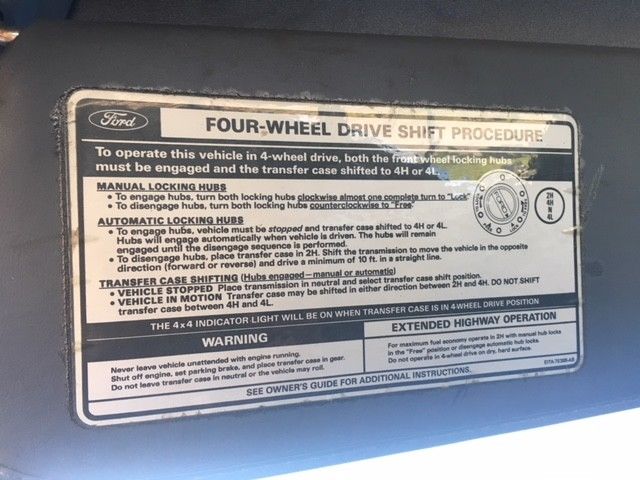 Ford
FOUR-WHEEL DRIVE SHIFT PROCEDURE
To operate this vehicle in 4-wheel drive, both the front wheel locking hubs
must be engaged and the transfer case shifted to 4H or 4L.
MANUAL LOCKING HUBS
• To engage hubs, turn both locking hubs clockwise almost one complete turn to "Lock"
• To disengage hubs, turn both locking hubs counterclockwise to "Free"
AUTOMATIC LOCKING HUBS
• To engage hubs, vehicle must be stopped and transfer case shifted to 4H or 4L.
Hubs will engage automatically when vehicle is driven. The hubs will remain
engaged until the disengage sequence is performed.
• To disengage hubs, place transfer case in 2H. Shift the transmission to move the vehicle in the opposite
direction (forward or reverse) and drive a minimum of 10 ft. in a straight line.
TRANSFER CASE SHIFTING (Hubs engaged—manual or automatic)
• VEHICLE STOPPED Place transmission in neutral and select transfer case shift position.
• VEHICLE IN MOTION Transfer case may be shifted in either direction between 2H and 4H. DO NOT SHIFT
transfer case between 4H and 4L.
2H
4H
N
4L
THE 4x4 INDICATOR LIGHT WILL BE ON WHEN TRANSFER CASE IS IN 4-WHEEL DRIVE POSITION
WARNING
Never leave vehicle unattended with engine running.
Shut off engine, set parking brake, and place transfer case in gear.
Do not leave transfer case in neutral or the vehicle may roll.
EXTENDED HIGHWAY OPERATION
For maximum fuel economy operate in 2H with manual hub locks
in the "Free" position or disengage automatic hub locks.
Do not operate in 4-wheel drive on dry, hard surface.
SEE OWNER'S GUIDE FOR ADDITIONAL INSTRUCTIONS.